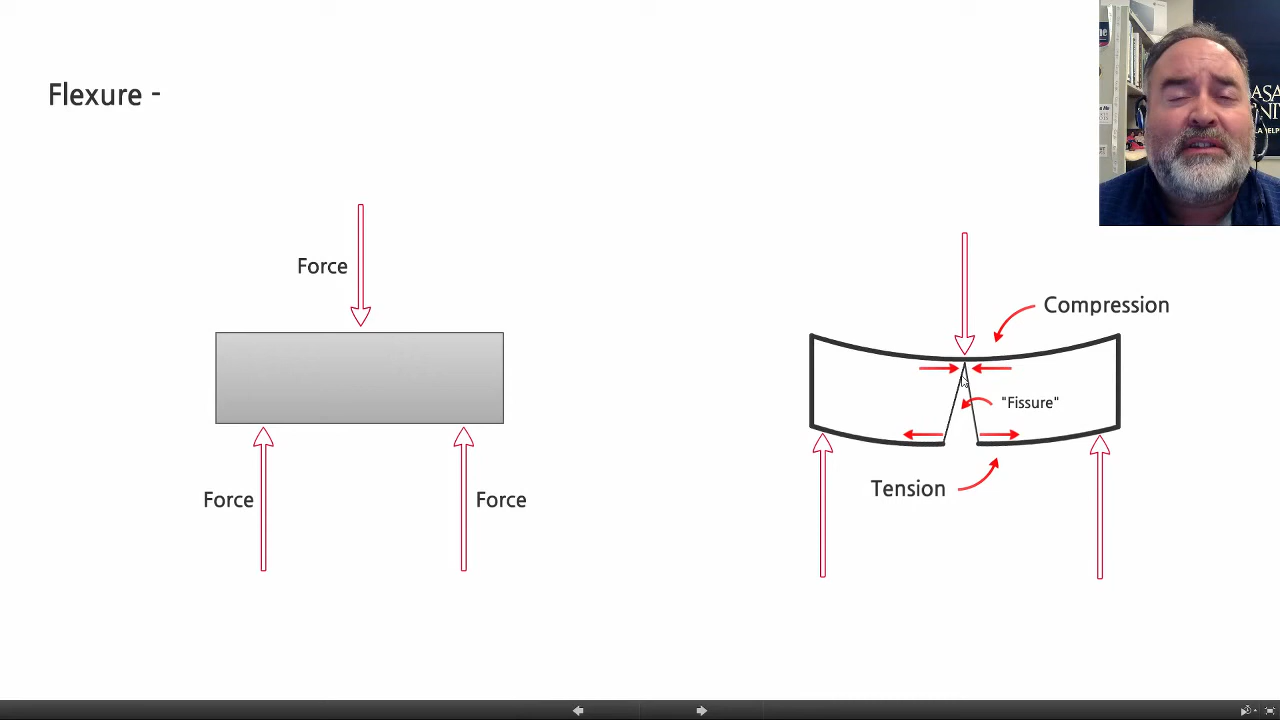 Flexure -
Force
Force
Force
Compression
"Fissure"
Tension